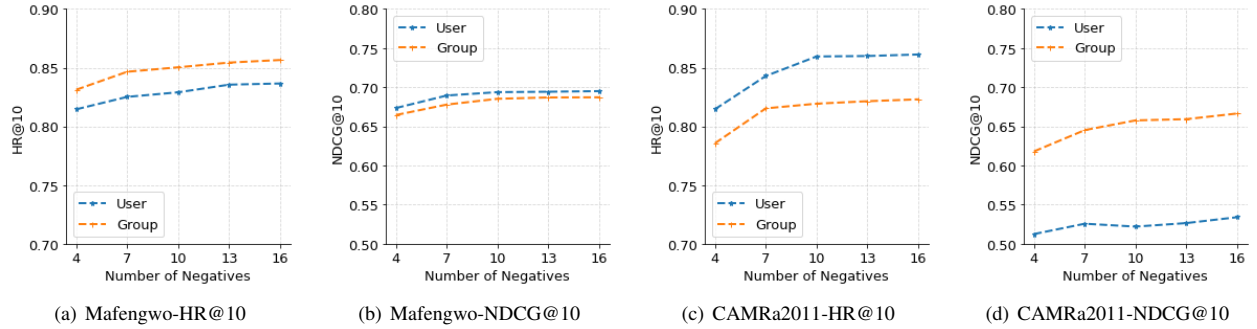 0.90
0.85
0.80
0.75
0.70
HR@10
User
Group
4 7 10 13 16
Number of Negatives
(a) Mafengwo-HR@10
0.80
0.75
0.70
0.65
0.60
0.55
0.50
NDCG@10
User
Group
4 7 10 13 16
Number of Negatives
(b) Mafengwo-NDCG@10
0.90
0.85
0.80
0.75
0.70
HR@10
User
Group
4 7 10 13 16
Number of Negatives
(c) CAMRa2011-HR@10
0.80
0.75
0.70
0.65
0.60
0.55
0.50
NDCG@10
User
Group
4 7 10 13 16
Number of Negatives
(d) CAMRa2011-NDCG@10